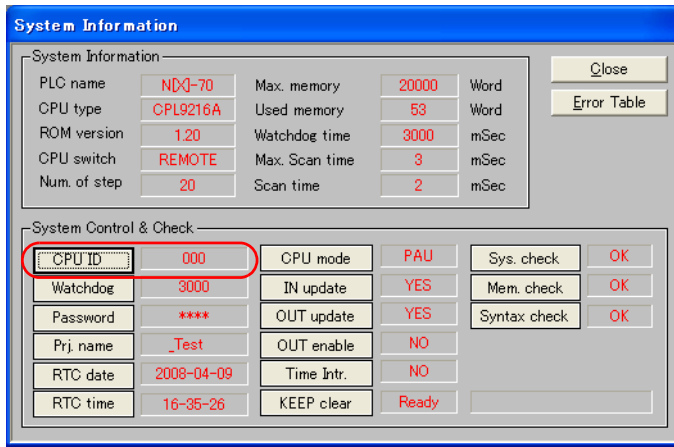 System Information
System Information
PLC name N[X]-70 Max. memory 20000 Word Close
CPU type CPL9216A Used memory 53 Word Error Table
ROM version 1.20 Watchdog time 3000 mSec
CPU switch REMOTE Max. Scan time 3 mSec
Num. of step 20 Scan time 2 mSec
System Control & Check
CPU ID 000 CPU mode PAU Sys. check OK
Watchdog 3000 IN update YES Mem. check OK
Password **** OUT update YES Syntax check OK
Prj. name _Test OUT enable NO
RTC date 2008-04-09 Time Intr. NO
RTC time 16-35-26 KEEP clear Ready